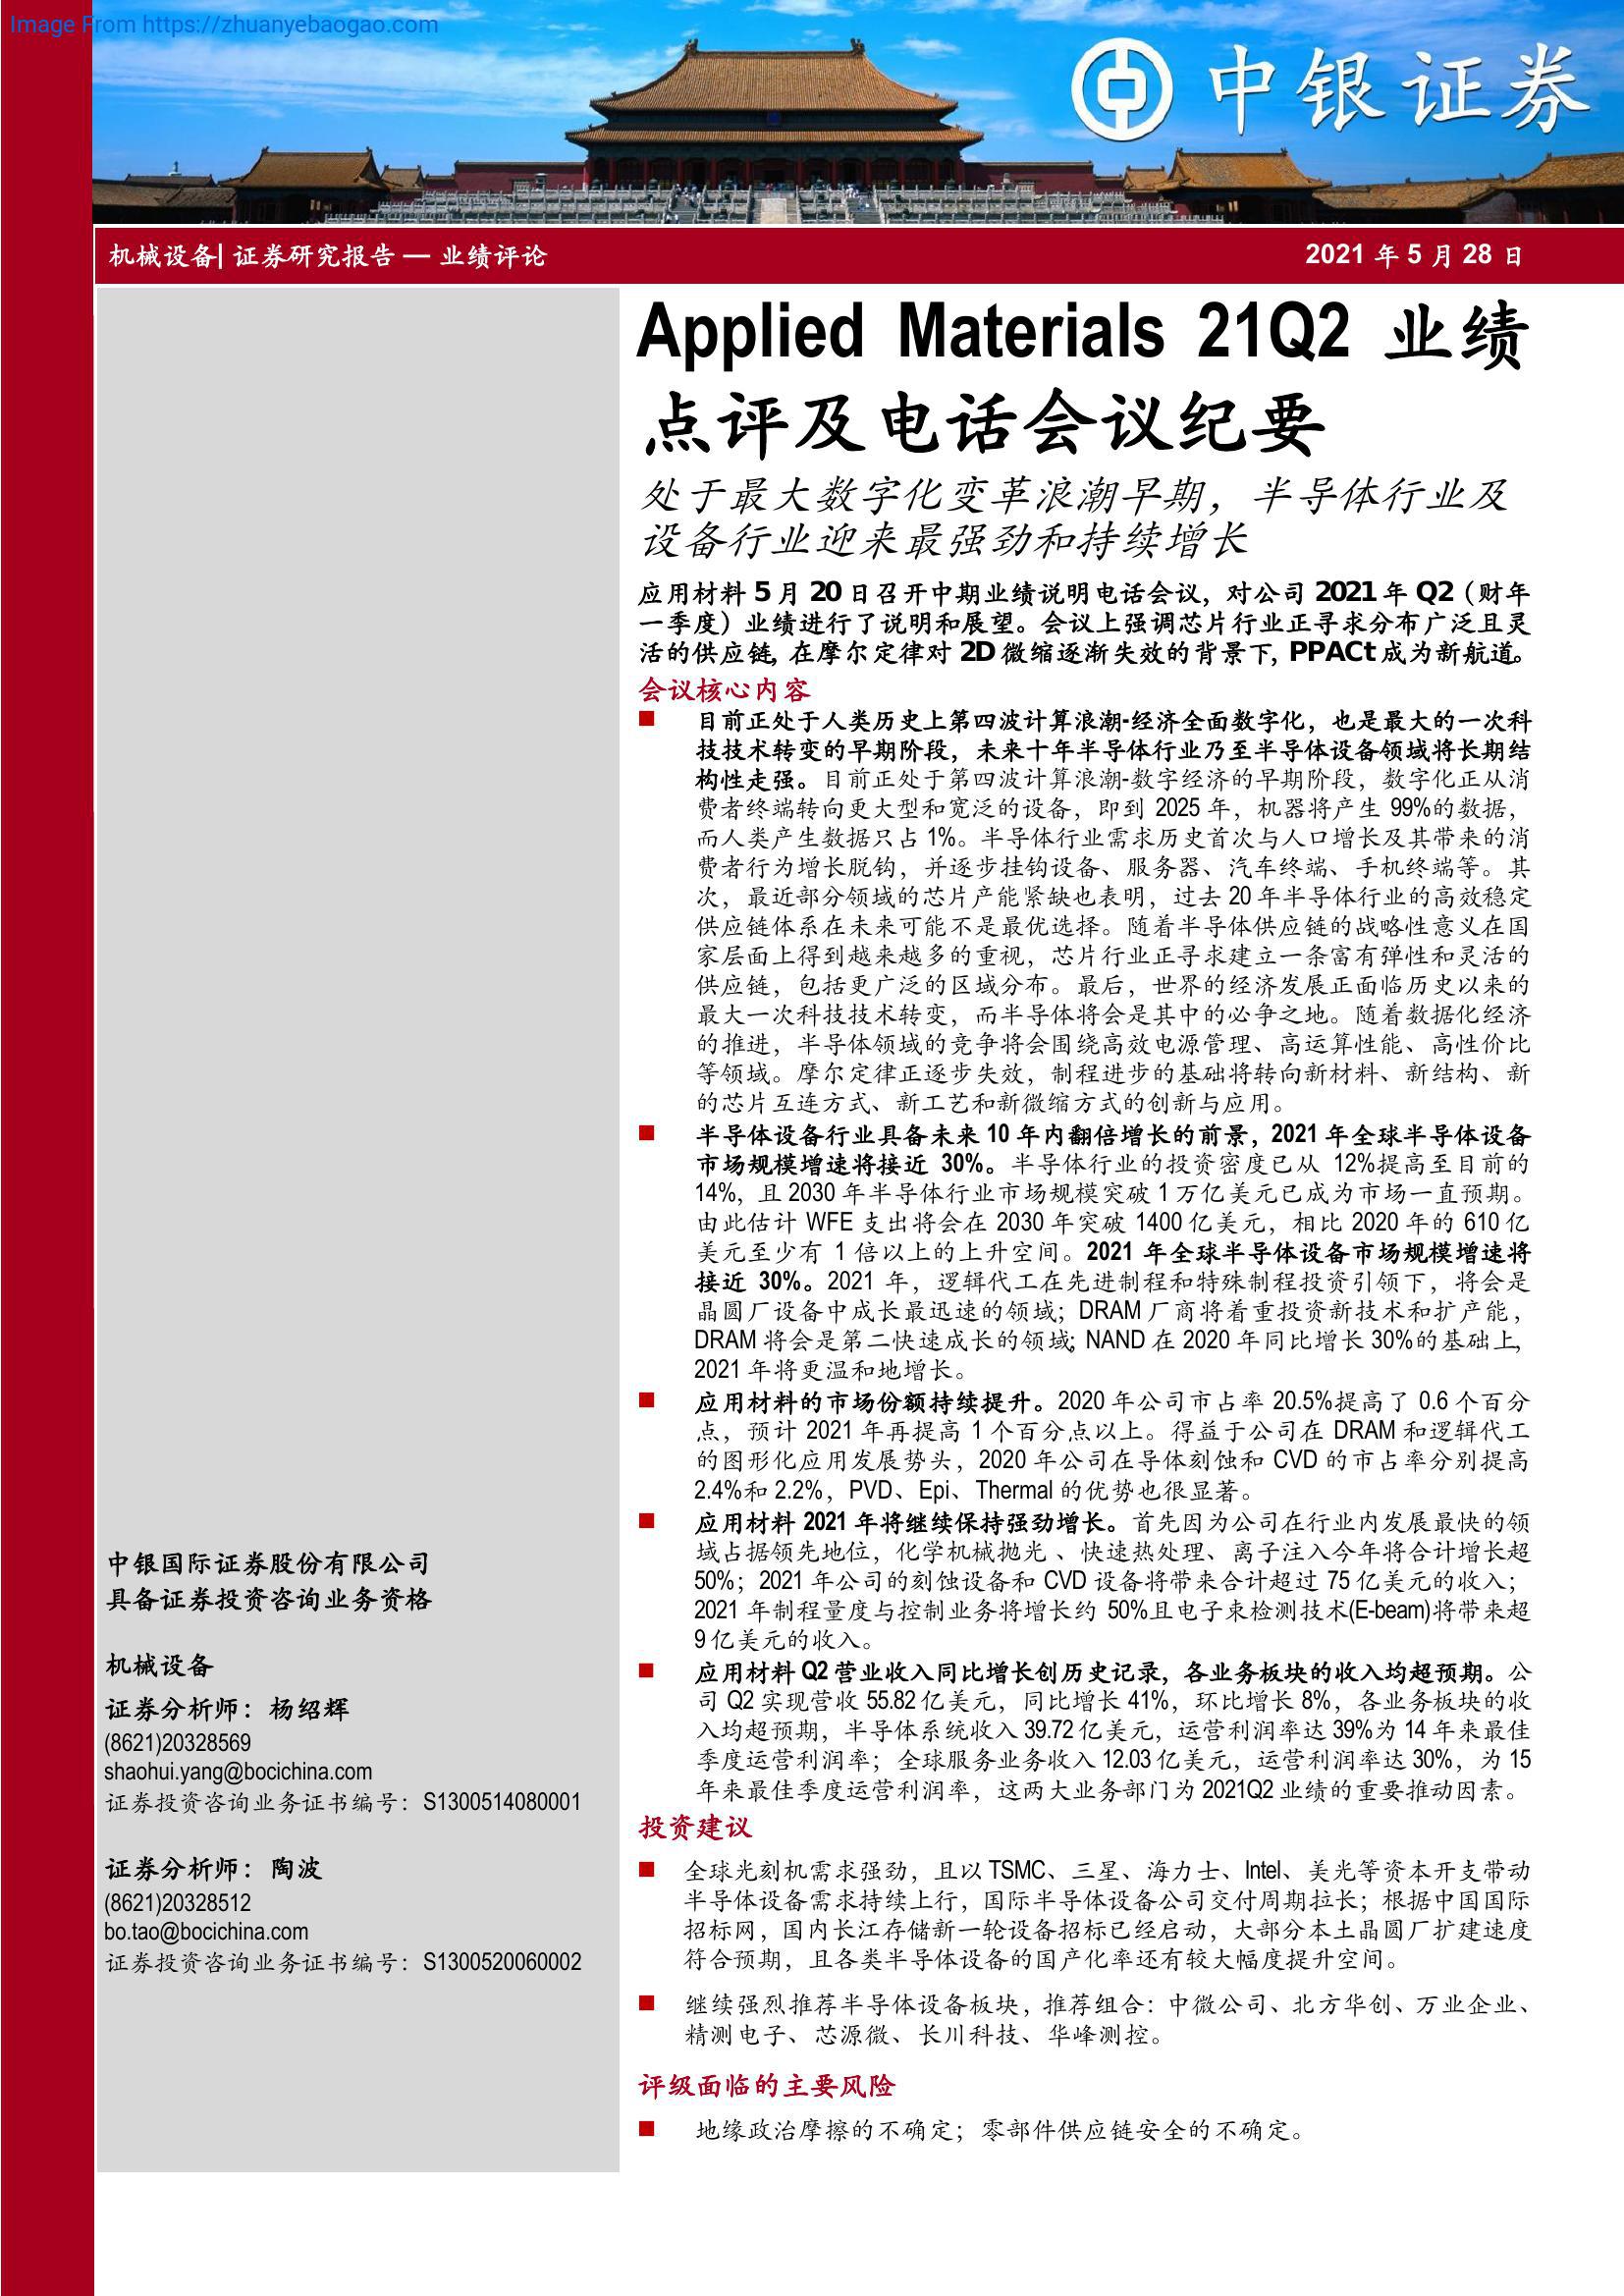 Image From https://zhuanyebaogao.com
中银证券
机械设备| 证券研究报告 — 业绩评论
2021 年 5 月 28 日
Applied Materials 21Q2 业绩
点评及电话会议纪要
处于最大数字化变革浪潮早期，半导体行业及
设备行业迎来最强劲和持续增长
应用材料 5 月 20 日召开中期业绩说明电话会议，对公司 2021 年 Q2（财年
一季度）业绩进行了说明和展望。会议上强调芯片行业正寻求分布广泛且灵
活的供应链，在摩尔定律对 2D 微缩逐渐失效的背景下，PPACt 成为新航道。
会议核心内容
■ 目前正处于人类历史上第四波计算浪潮-经济全面数字化，也是最大的一次科
技技术转变的早期阶段，未来十年半导体行业乃至半导体设备领域将长期结
构性走强。目前正处于第四波计算浪潮-数字经济的早期阶段，数字化正从消
费者终端转向更大型和宽泛的设备，即到 2025 年，机器将产生 99%的数据，
而人类产生数据只占 1%。半导体行业需求历史首次与人口增长及其带来的消
费者行为增长脱钩，并逐步挂钩设备、服务器、汽车终端、手机终端等。其
次，最近部分领域的芯片产能紧缺也表明，过去 20 年半导体行业的高效稳定
供应链体系在未来可能不是最优选择。随着半导体供应链的战略性意义在国
家层面上得到越来越多的重视，芯片行业正寻求建立一条富有弹性和灵活的
供应链，包括更广泛的区域分布。最后，世界的经济发展正面临历史以来的
最大一次科技技术转变，而半导体将会是其中的必争之地。随着数据化经济
的推进，半导体领域的竞争将会围绕高效电源管理、高运算性能、高性价比
等领域。摩尔定律正逐步失效，制程进步的基础将转向新材料、新结构、新
的芯片互连方式、新工艺和新微缩方式的创新与应用。
■ 半导体设备行业具备未来 10 年内翻倍增长的前景，2021 年全球半导体设备
市场规模增速将接近 30%。半导体行业的投资密度已从 12%提高至目前的
14%，且 2030 年半导体行业市场规模突破 1 万亿美元已成为市场一直预期。
由此估计 WFE 支出将会在 2030 年突破 1400 亿美元，相比 2020 年的 610 亿
美元至少有 1 倍以上的上升空间。2021 年全球半导体设备市场规模增速将
接近 30%。2021 年，逻辑代工在先进制程和特殊制程投资引领下，将会是
晶圆厂设备中成长最迅速的领域；DRAM 厂商将着重投资新技术和扩产能，
DRAM 将会是第二快速成长的领域；NAND 在 2020 年同比增长 30%的基础上，
2021 年将更温和地增长。
■ 应用材料的市场份额持续提升。2020 年公司市占率 20.5%提高了 0.6 个百分
点，预计 2021 年再提高 1 个百分点以上。得益于公司在 DRAM 和逻辑代工
的图形化应用发展势头，2020 年公司在导体刻蚀和 CVD 的市占率分别提高
2.4%和 2.2%，PVD、Epi、Thermal 的优势也很显著。
■ 应用材料 2021 年将继续保持强劲增长。首先因为公司在行业内发展最快的领
域占据领先地位，化学机械抛光 、快速热处理、离子注入今年将合计增长超
50%；2021 年公司的刻蚀设备和 CVD 设备将带来合计超过 75 亿美元的收入；
2021 年制程量度与控制业务将增长约 50%且电子束检测技术(E-beam)将带来超
9 亿美元的收入。
■ 应用材料 Q2 营业收入同比增长创历史记录，各业务板块的收入均超预期。公
司 Q2 实现营收 55.82 亿美元，同比增长 41%，环比增长 8%，各业务板块的收
入均超预期，半导体系统收入 39.72 亿美元，运营利润率达 39%为 14 年来最佳
季度运营利润率；全球服务业务收入 12.03 亿美元，运营利润率达 30%，为 15
年来最佳季度运营利润率，这两大业务部门为 2021Q2 业绩的重要推动因素。
投资建议
■ 全球光刻机需求强劲，且以 TSMC、三星、海力士、Intel、美光等资本开支带动
半导体设备需求持续上行，国际半导体设备公司交付周期拉长；根据中国国际
招标网，国内长江存储新一轮设备招标已经启动，大部分本土晶圆厂扩建速度
符合预期，且各类半导体设备的国产化率还有较大幅度提升空间。
■ 继续强烈推荐半导体设备板块，推荐组合：中微公司、北方华创、万业企业、
精测电子、芯源微、长川科技、华峰测控。
评级面临的主要风险
■ 地缘政治摩擦的不确定；零部件供应链安全的不确定。
中银国际证券股份有限公司
具备证券投资咨询业务资格
机械设备
证券分析师：杨绍辉
(8621)20328569
shaohui.yang@bocichina.com
证券投资咨询业务证书编号：S1300514080001
证券分析师：陶波
(8621)20328512
bo.tao@bocichina.com
证券投资咨询业务证书编号：S1300520060002